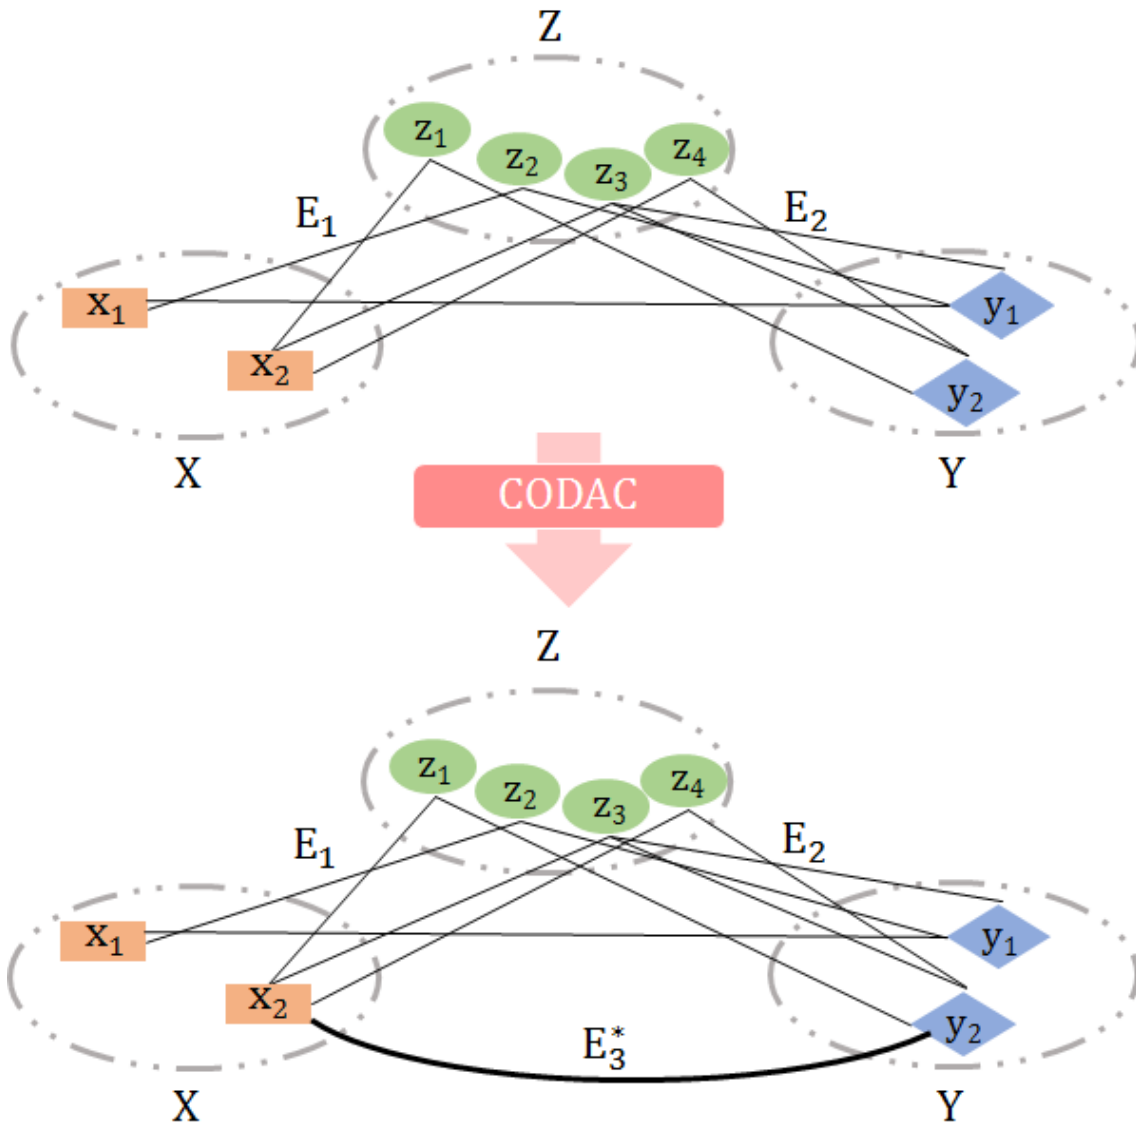 Z
z₁
z₂
z₃
z₄
E₁
E₂
x₁
y₁
x₂
y₂
X
Y
CODAC
Z
z₁
z₂
z₃
z₄
E₁
E₂
x₁
y₁
x₂
y₂
E₃*
X
Y